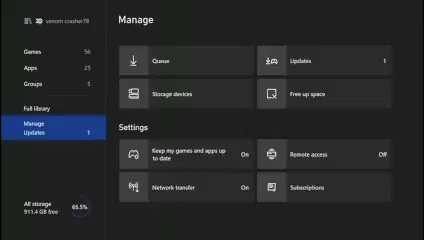 venom crasher78
Games 56
Apps 25
Groups 5
Full library
Manage
Updates 1
All storage
911.4 GB free
65.5%
Manage
Queue
Updates 1
Storage devices
Free up space
Settings
Keep my games and apps up
to date
On
Remote access Off
Network transfer On
Subscriptions